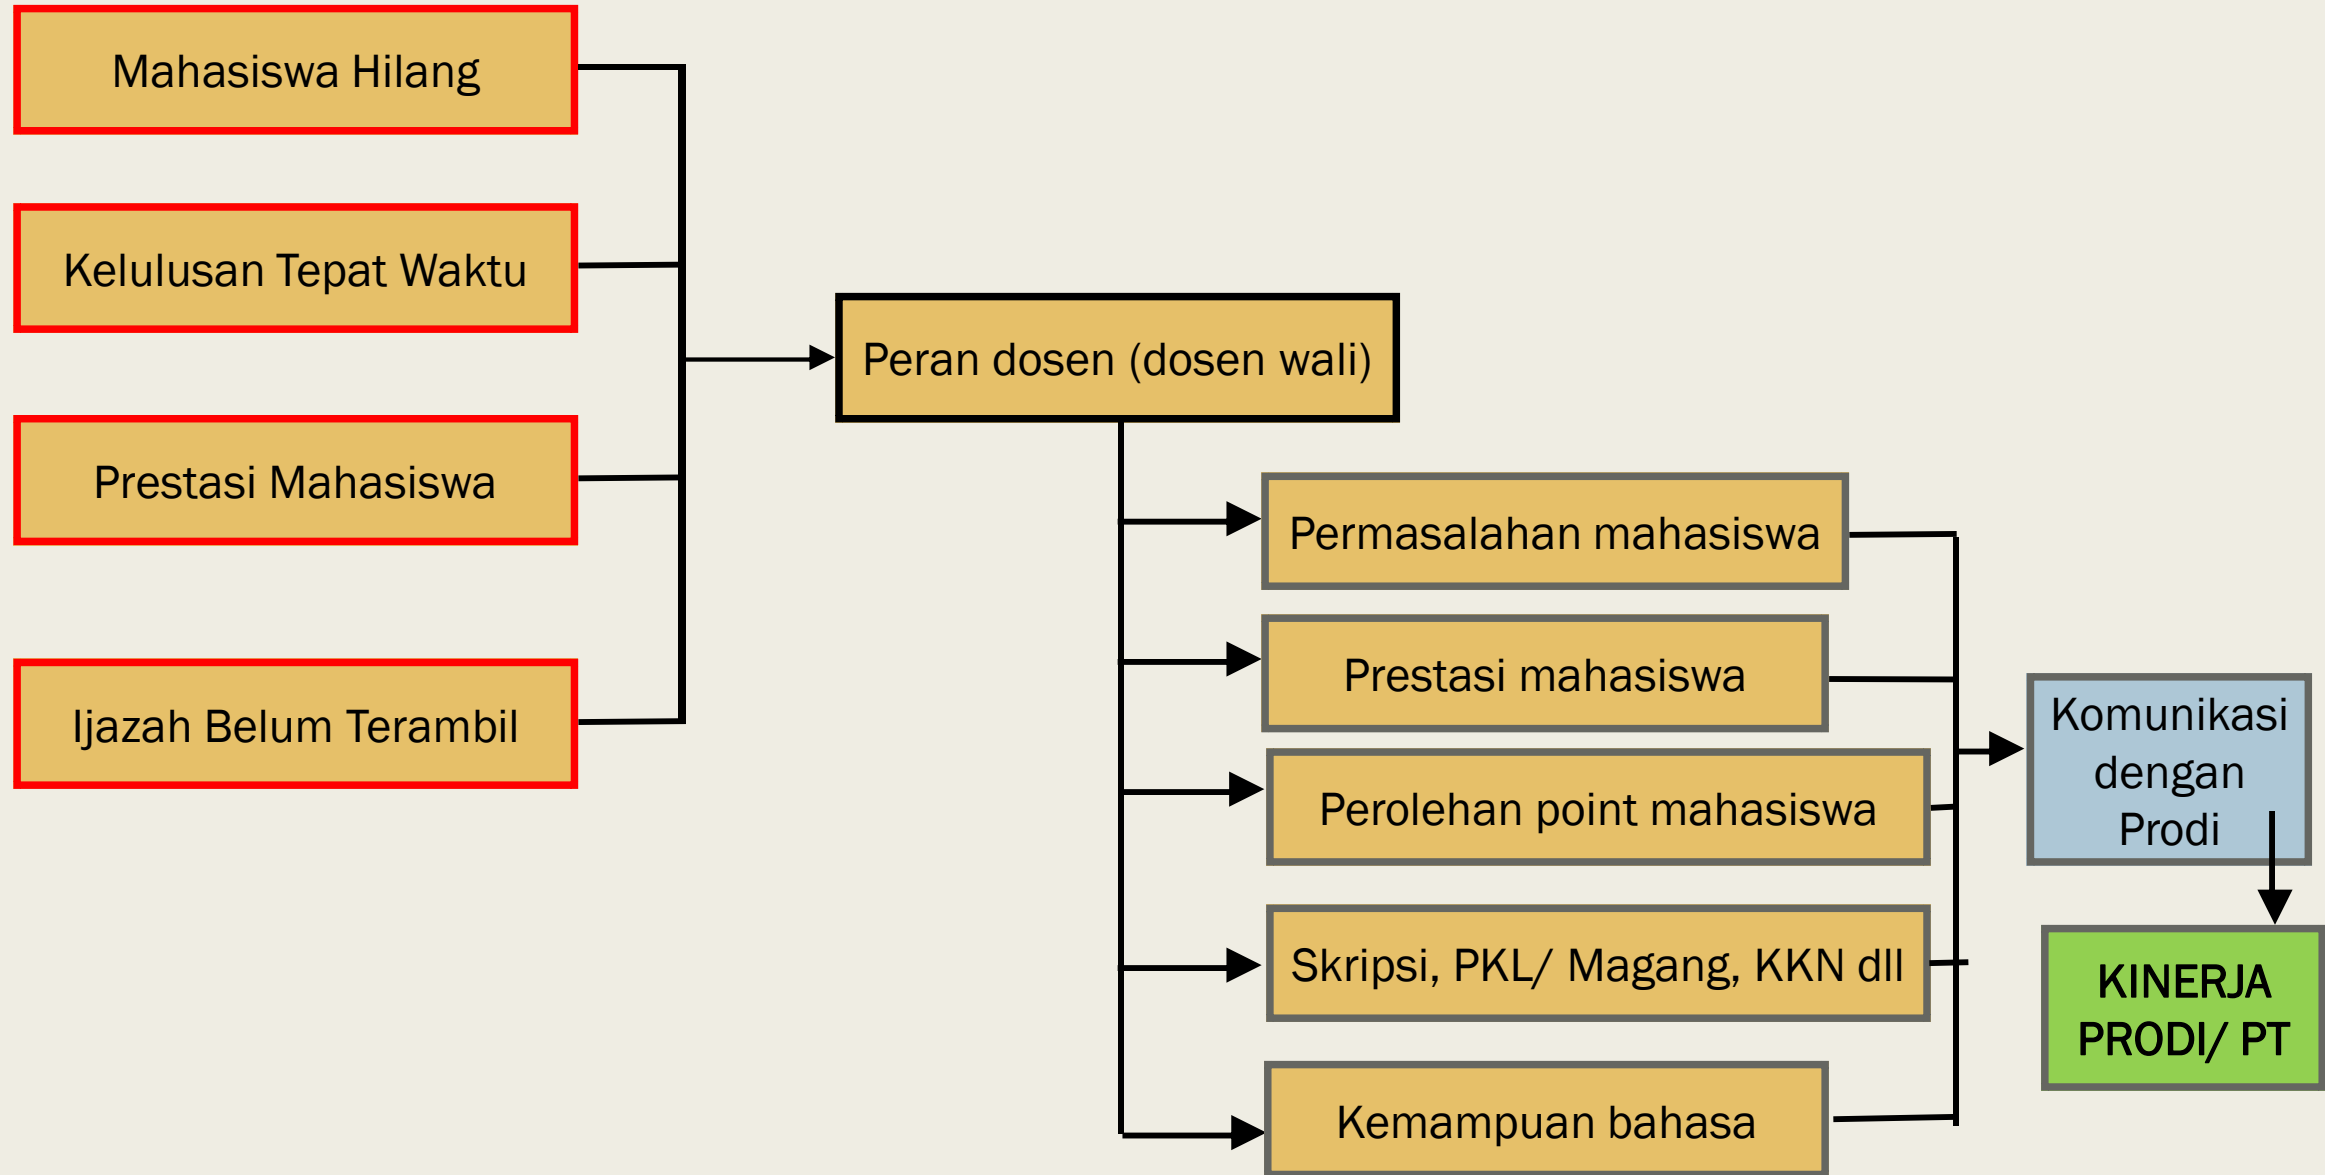 Mahasiswa Hilang
Kelulusan Tepat Waktu
Prestasi Mahasiswa
Ijazah Belum Terambil
Peran dosen (dosen wali)
Permasalahan mahasiswa
Prestasi mahasiswa
Perolehan point mahasiswa
Skripsi, PKL/ Magang, KKN dll
Kemampuan bahasa
Komunikasi
dengan
Prodi
KINERJA
PRODI/ PT